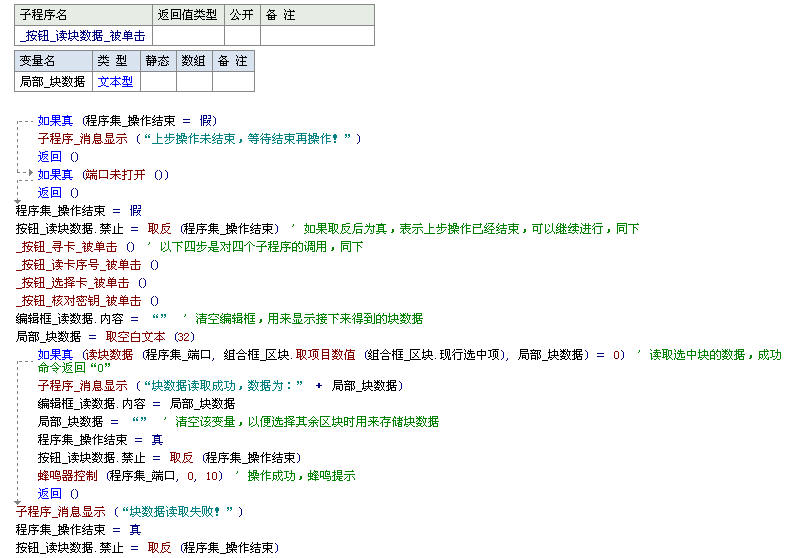 子程序名 返回值类型 公开 备 注
_按钮_读块数据_被单击
变量名 类 型 静态 数组 备 注
局部_块数据 文本型
如果真 (程序集_操作结束 = 假)
子程序_消息显示 (“上步操作未结束,等待结束再操作!”)
返回 ()
如果真 (端口未打开 ())
返回 ()
程序集_操作结束 = 假
按钮_读块数据.禁止 = 取反 (程序集_操作结束) ' 如果取反后为真,表示上步操作已经结束,可以继续进行,同下
_按钮_寻卡_被单击 () ' 以下四步是对四个子程序的调用,同下
_按钮_读卡序号_被单击 ()
_按钮_选择卡_被单击 ()
_按钮_核对密钥_被单击 ()
编辑框_读数据.内容 = “” ' 清空编辑框,用来显示接下来得到的块数据
局部_块数据 = 取空白文本 (32)
如果真 (读块数据 (程序集_端口, 组合框_区块.取项目数值 (组合框_区块.现行选中项), 局部_块数据) = 0) ' 读取选中块的数据,成功
命令返回“0”
子程序_消息显示 (“块数据读取成功,数据为:” + 局部_块数据)
编辑框_读数据.内容 = 局部_块数据
局部_块数据 = “” ' 清空该变量,以便选择其余区块时用来存储块数据
程序集_操作结束 = 真
按钮_读块数据.禁止 = 取反 (程序集_操作结束)
蜂鸣器控制 (程序集_端口, 0, 10) ' 操作成功,蜂鸣提示
返回 ()
子程序_消息显示 (“块数据读取失败!”)
程序集_操作结束 = 真
按钮_读块数据.禁止 = 取反 (程序集_操作结束)